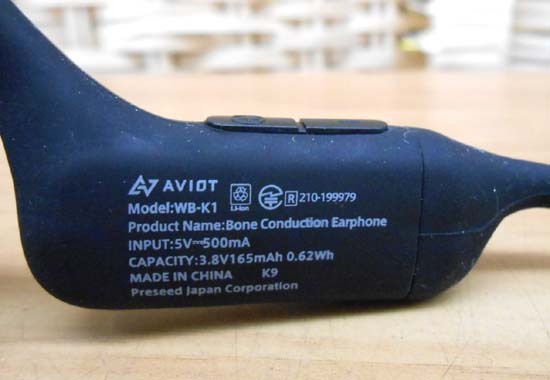 AVIOT Li-ion R 210-199979
Model:WB-K1
Product Name:Bone Conduction Earphone
INPUT:5V⎓500mA
CAPACITY:3.8V165mAh 0.62Wh
MADE IN CHINA K9
Preseed Japan Corporation